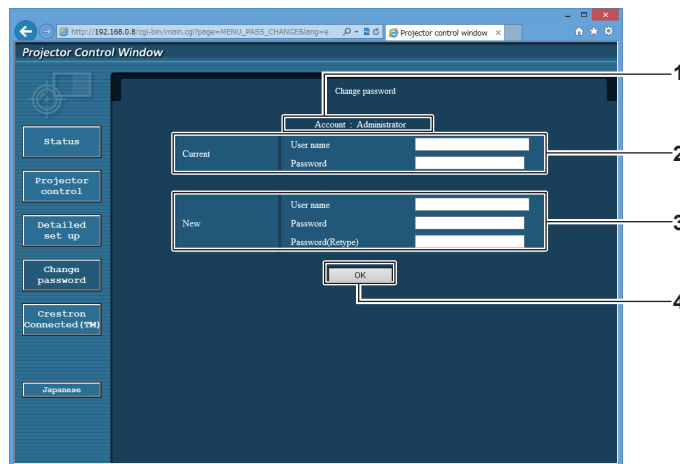 http://192.168.0.8/cgi-bin/main.cgi?page=MENU_PASS_CHANGE&lang=e
Projector control window
Projector Control Window
Change password
1
Account : Administrator
Status
Current
User name
Password
2
Projector
control
New
User name
Password
Password(Retype)
3
Detailed
set up
Change
password
OK
4
Crestron
Connected(TM)
Japanese